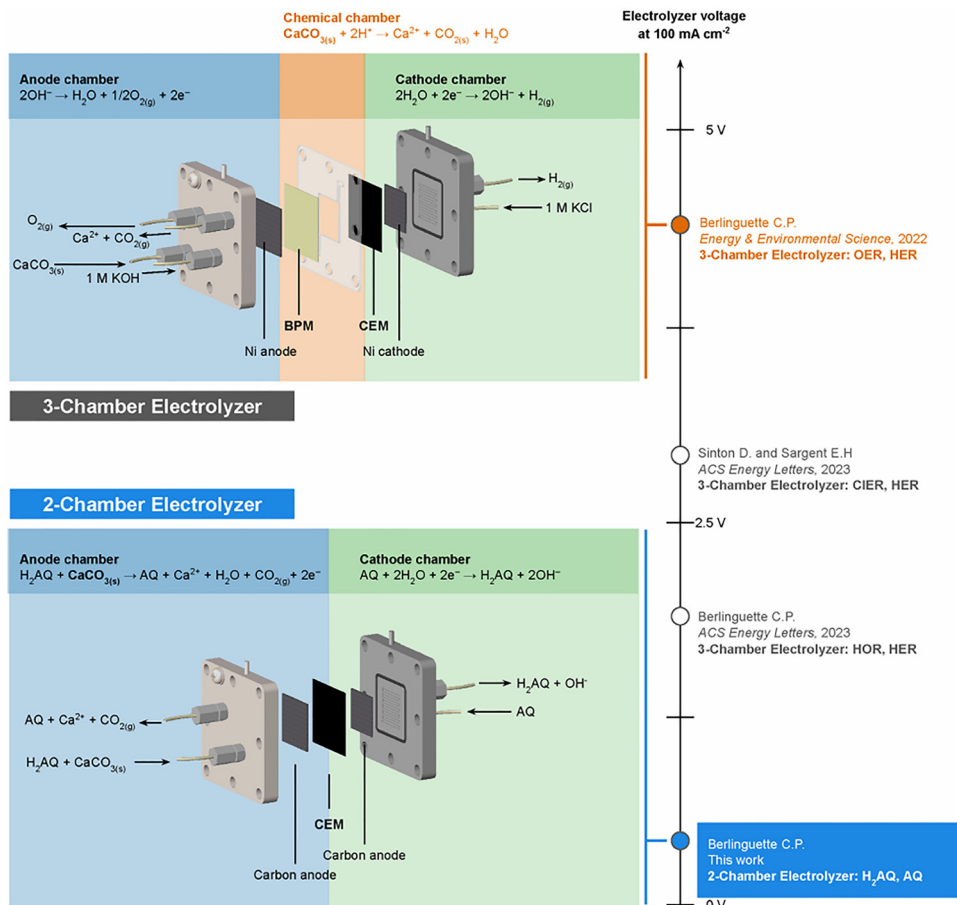 Chemical chamber
CaCO3(s) + 2H+ → Ca2+ + CO2(s) + H2O
Electrolyzer voltage
at 100 mA cm-2
Anode chamber
2OH− → H2O + 1/2O2(g) + 2e−
Cathode chamber
2H2O + 2e− → 2OH− + H2(g)
5 V
H2(g)
1 M KCl
O2(g)
Ca2+ + CO2(g)
CaCO3(s)
1 M KOH
BPM
CEM
Ni anode
Ni cathode
Berlinguette C.P.
Energy & Environmental Science, 2022
3-Chamber Electrolyzer: OER, HER
3-Chamber Electrolyzer
Sinton D. and Sargent E.H
ACS Energy Letters, 2023
3-Chamber Electrolyzer: ClER, HER
2-Chamber Electrolyzer
2.5 V
Anode chamber
H2AQ + CaCO3(s) → AQ + Ca2+ + H2O + CO2(g) + 2e−
Cathode chamber
AQ + 2H2O + 2e− → H2AQ + 2OH−
Berlinguette C.P.
ACS Energy Letters, 2023
3-Chamber Electrolyzer: HOR, HER
H2AQ + OH-
AQ
AQ + Ca2+ + CO2(g)
H2AQ + CaCO3(s)
CEM
Carbon anode
Carbon anode
Berlinguette C.P.
This work
2-Chamber Electrolyzer: H2AQ, AQ
0 V